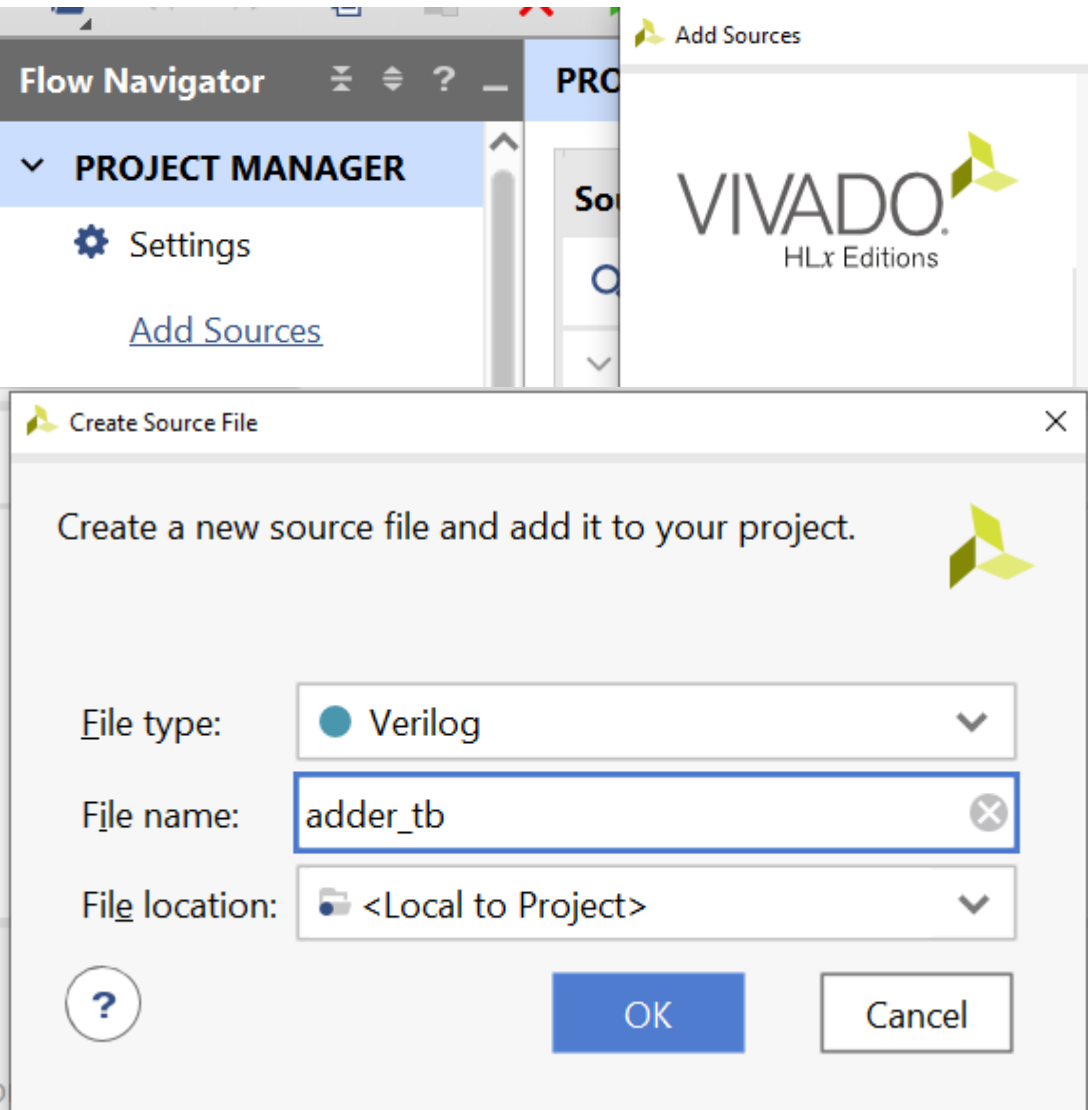 Add Sources
Flow Navigator ? _
PRO
PROJECT MANAGER
Sou
VIVADO.
HLx Editions
Settings
Add Sources
Create Source File
Create a new source file and add it to your project.
File type: Verilog
File name: adder_tb
File location: <Local to Project>
? OK Cancel